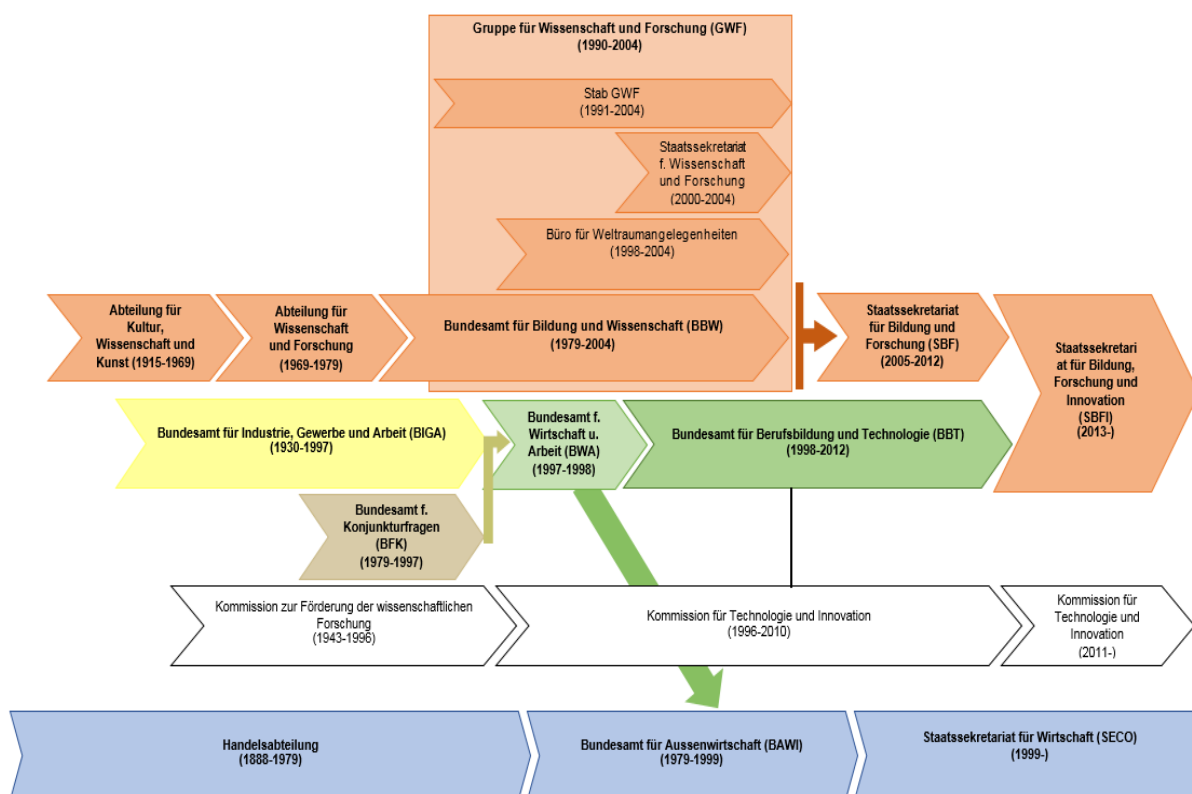 Gruppe für Wissenschaft und Forschung (GWF)
(1990-2004)
Stab GWF
(1991-2004)
Staatssekretariat
f. Wissenschaft
und Forschung
(2000-2004)
Büro für Weltraumangelegenheiten
(1998-2004)
Abteilung für
Kultur,
Wissenschaft und
Kunst (1915-1969)
Abteilung für
Wissenschaft
und Forschung
(1969-1979)
Bundesamt für Bildung und Wissenschaft (BBW)
(1979-2004)
Staatssekretariat
für Bildung und
Forschung (SBF)
(2005-2012)
Staatssekretari
at für Bildung,
Forschung und
Innovation
(SBFI)
(2013-)
Bundesamt für Industrie, Gewerbe und Arbeit (BIGA)
(1930-1997)
Bundesamt f.
Wirtschaft u.
Arbeit (BWA)
(1997-1998)
Bundesamt für Berufsbildung und Technologie (BBT)
(1998-2012)
Bundesamt f.
Konjunkturfragen
(BFK)
(1979-1997)
Kommission zur Förderung der wissenschaftlichen
Forschung
(1943-1996)
Kommission für Technologie und Innovation
(1996-2010)
Kommission für
Technologie und
Innovation
(2011-)
Handelsabteilung
(1888-1979)
Bundesamt für Aussenwirtschaft (BAWI)
(1979-1999)
Staatssekretariat für Wirtschaft (SECO)
(1999-)